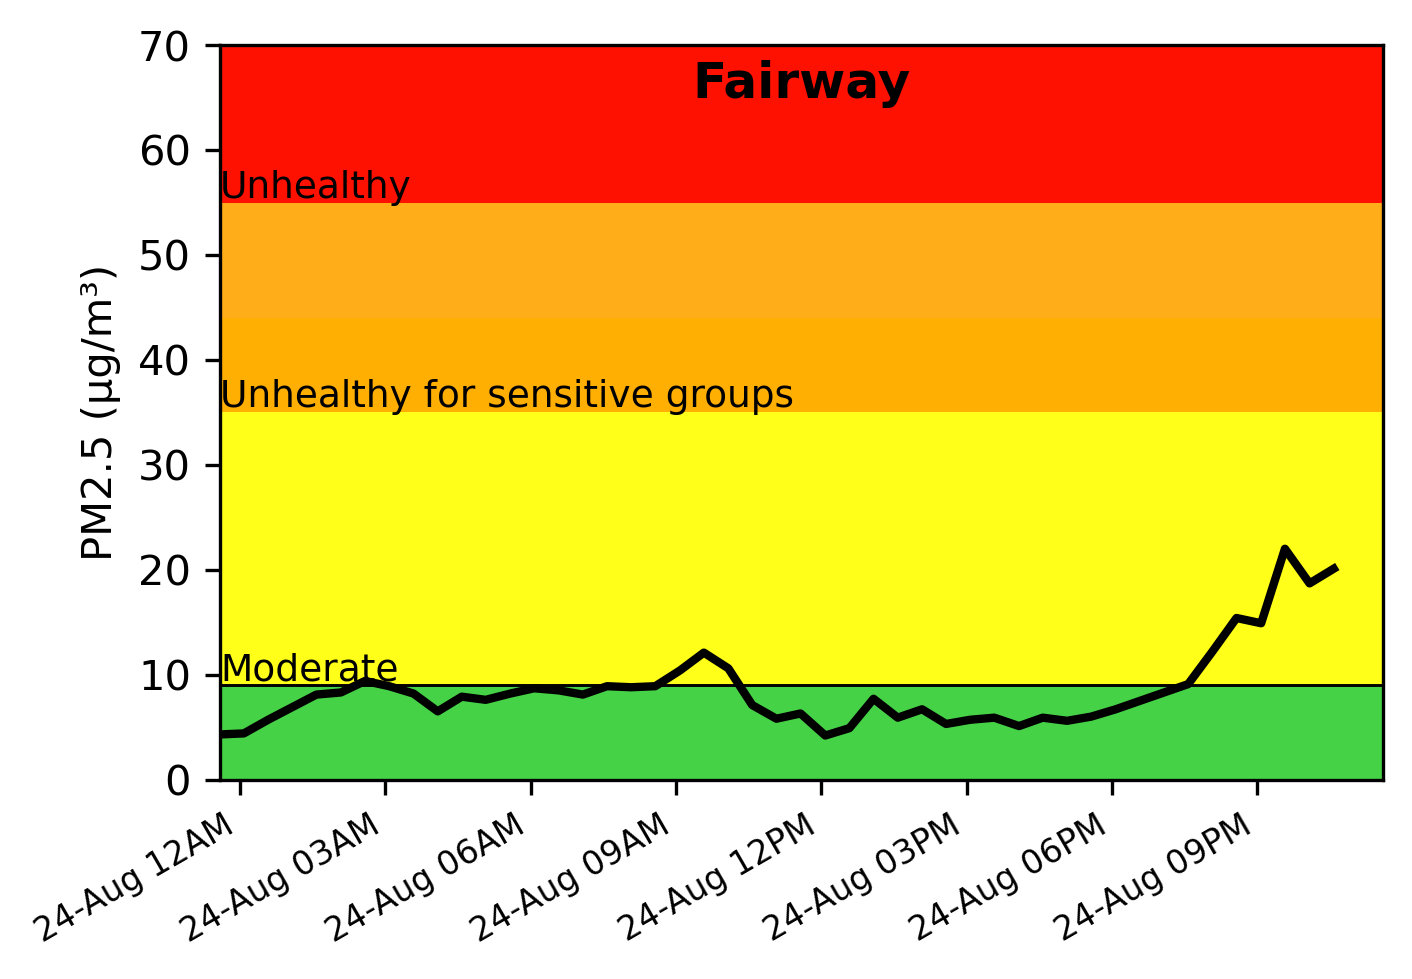 Fairway
70
60
50
40
30
20
10
0
PM2.5 (µg/m³)
Unhealthy
Unhealthy for sensitive groups
Moderate
24-Aug 12AM
24-Aug 03AM
24-Aug 06AM
24-Aug 09AM
24-Aug 12PM
24-Aug 03PM
24-Aug 06PM
24-Aug 09PM